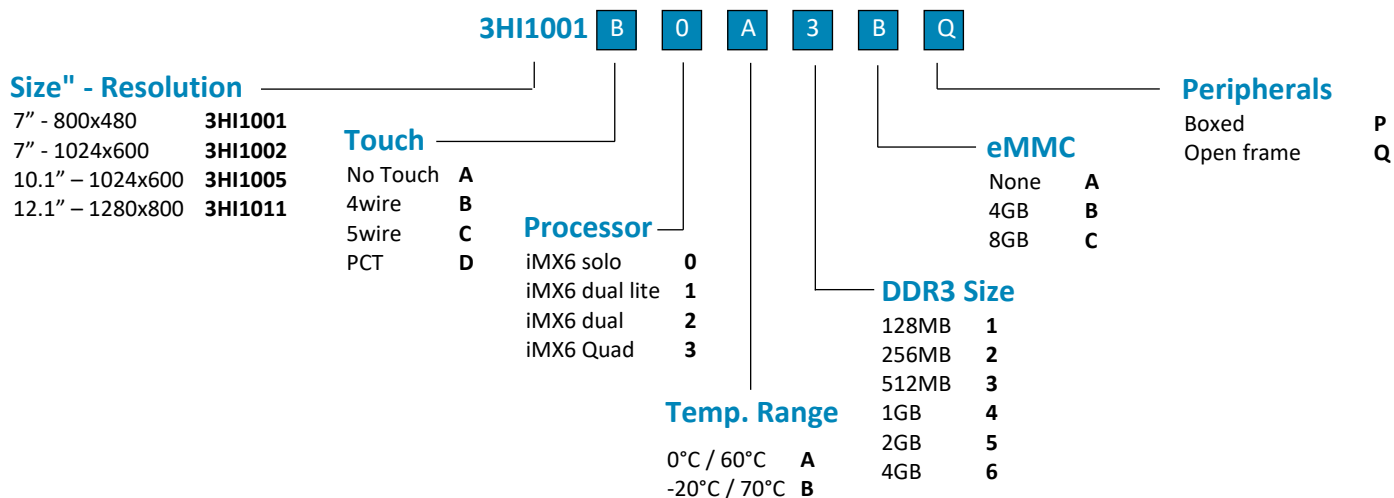 3HI1001 B 0 A 3 B Q
Size" - Resolution
7” - 800x480 3HI1001
7” - 1024x600 3HI1002
10.1” – 1024x600 3HI1005
12.1” – 1280x800 3HI1011
Touch
No Touch A
4wire B
5wire C
PCT D
Processor
iMX6 solo 0
iMX6 dual lite 1
iMX6 dual 2
iMX6 Quad 3
Temp. Range
0°C / 60°C A
-20°C / 70°C B
DDR3 Size
128MB 1
256MB 2
512MB 3
1GB 4
2GB 5
4GB 6
eMMC
None A
4GB B
8GB C
Peripherals
Boxed P
Open frame Q